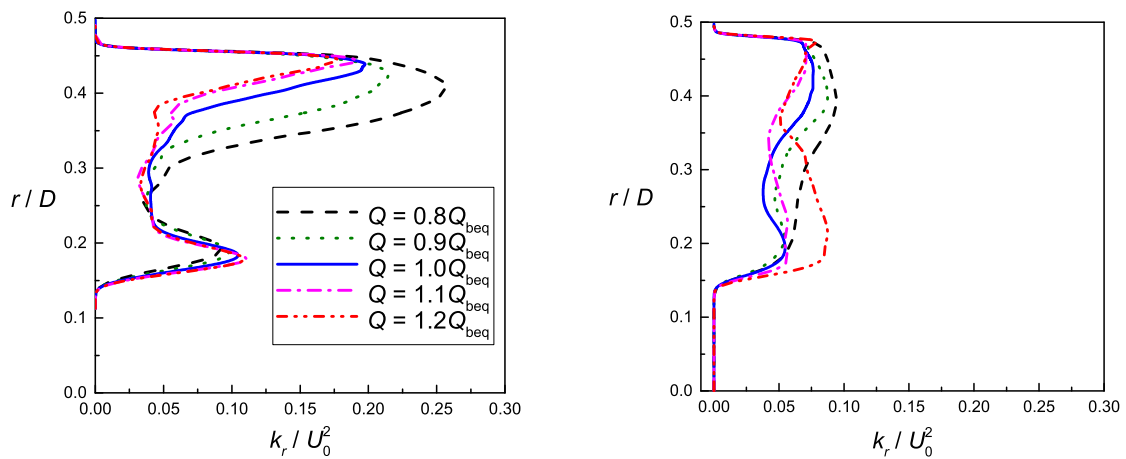 0.5
0.4
0.3
r / D
0.2
0.1
0.0
0.00 0.05 0.10 0.15 0.20 0.25 0.30
k_r / U_0^2
Q = 0.8Q_beq
Q = 0.9Q_beq
Q = 1.0Q_beq
Q = 1.1Q_beq
Q = 1.2Q_beq
0.5
0.4
0.3
r / D
0.2
0.1
0.0
0.00 0.05 0.10 0.15 0.20 0.25 0.30
k_r / U_0^2